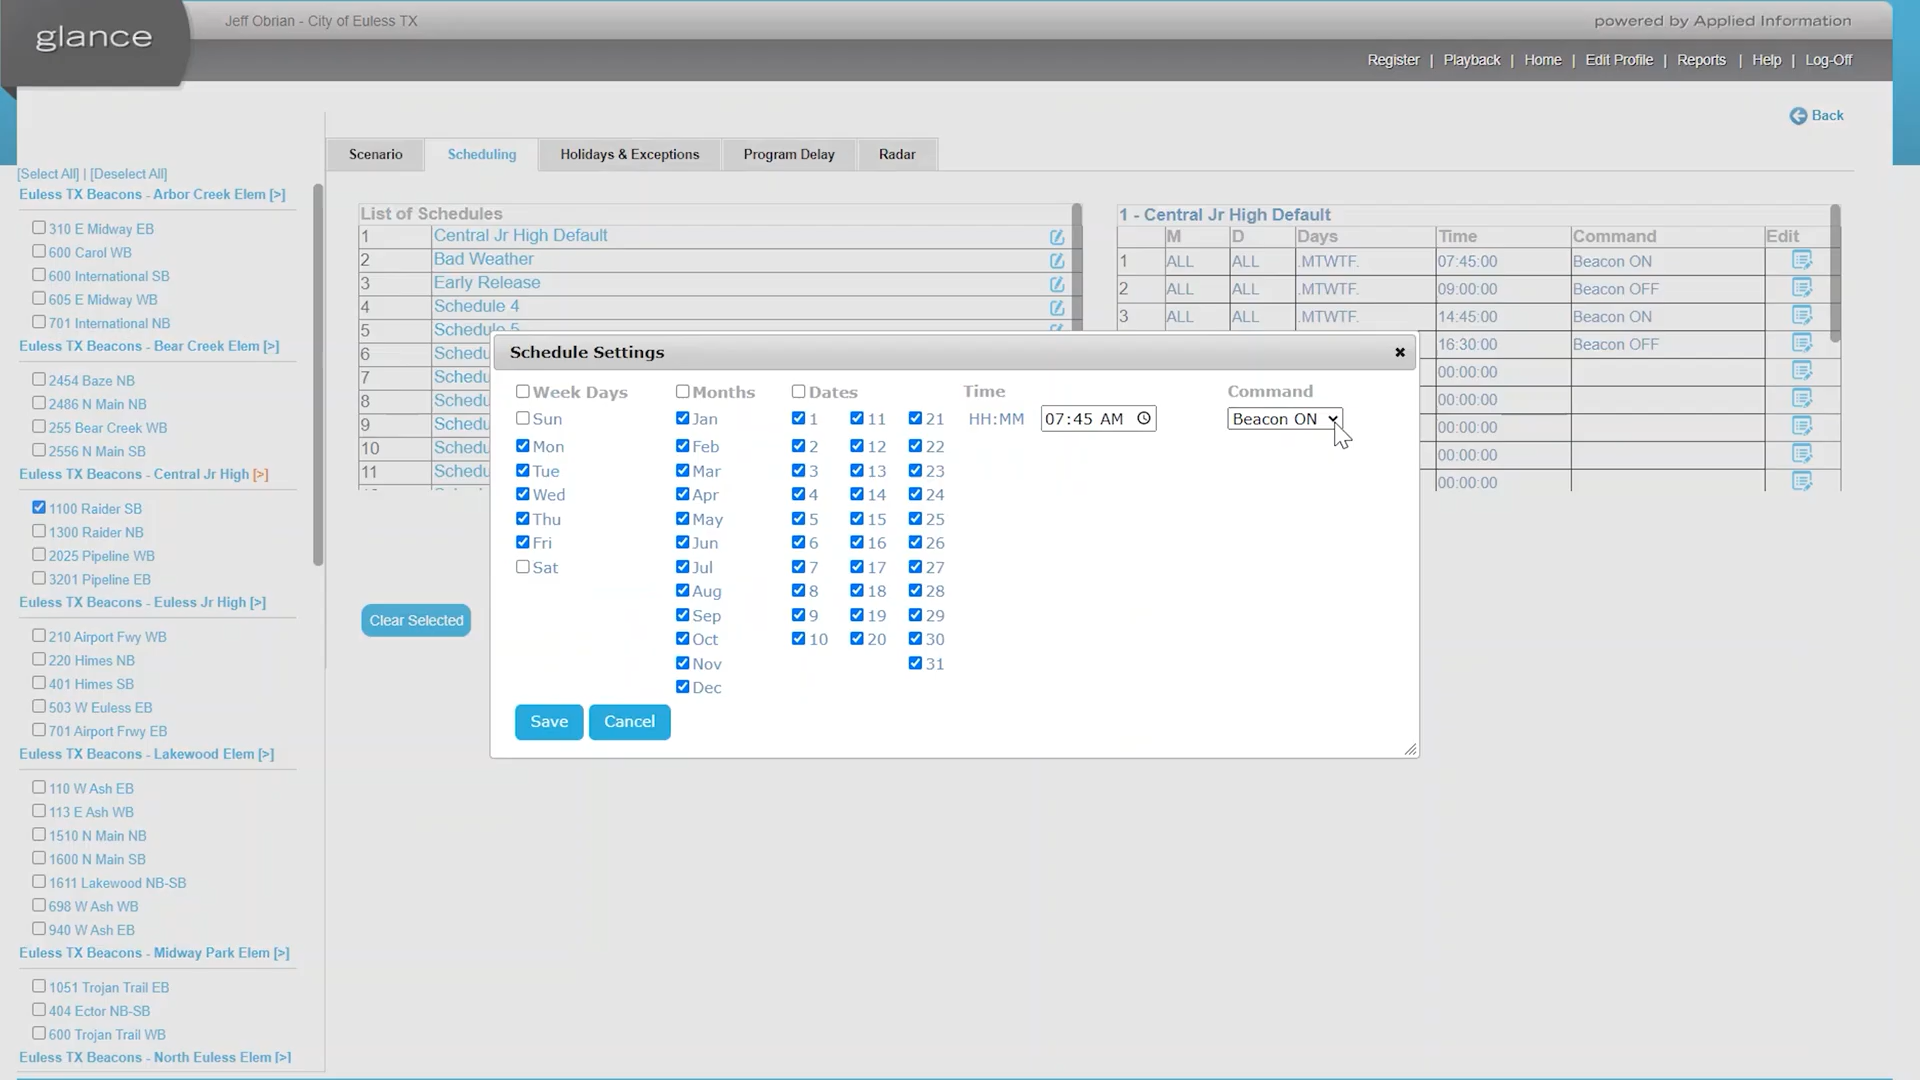 glance
Jeff Obrian - City of Euless TX
powered by Applied Information
Register | Playback | Home | Edit Profile | Reports | Help | Log-Off
Back
Scenario
Scheduling
Holidays & Exceptions
Program Delay
Radar
[Select All] | [Deselect All]
Euless TX Beacons - Arbor Creek Elem [>]
310 E Midway EB
600 Carol WB
600 International SB
605 E Midway WB
701 International NB
Euless TX Beacons - Bear Creek Elem [>]
2454 Baze NB
2486 N Main NB
255 Bear Creek WB
2556 N Main SB
Euless TX Beacons - Central Jr High [>]
1100 Raider SB
1300 Raider NB
2025 Pipeline WB
3201 Pipeline EB
Euless TX Beacons - Euless Jr High [>]
210 Airport Fwy WB
220 Himes NB
401 Himes SB
503 W Euless EB
701 Airport Frwy EB
Euless TX Beacons - Lakewood Elem [>]
110 W Ash EB
113 E Ash WB
1510 N Main NB
1600 N Main SB
1611 Lakewood NB-SB
698 W Ash WB
940 W Ash EB
Euless TX Beacons - Midway Park Elem [>]
1051 Trojan Trail EB
404 Ector NB-SB
600 Trojan Trail WB
Euless TX Beacons - North Euless Elem [>]
List of Schedules
1 Central Jr High Default
2 Bad Weather
3 Early Release
4 Schedule 4
5 Schedule 5
6 Schedu
7 Schedu
8 Schedu
9 Schedu
10 Schedu
11 Schedu
Clear Selected
1 - Central Jr High Default
M D Days Time Command Edit
1 ALL ALL .MTWTF. 07:45:00 Beacon ON
2 ALL ALL .MTWTF. 09:00:00 Beacon OFF
3 ALL ALL .MTWTF. 14:45:00 Beacon ON
16:30:00 Beacon OFF
00:00:00
00:00:00
00:00:00
00:00:00
00:00:00
Schedule Settings
Week Days Months Dates Time Command
Sun Jan 1 11 21 HH:MM 07:45 AM Beacon ON
Mon Feb 2 12 22
Tue Mar 3 13 23
Wed Apr 4 14 24
Thu May 5 15 25
Fri Jun 6 16 26
Sat Jul 7 17 27
Aug 8 18 28
Sep 9 19 29
Oct 10 20 30
Nov 31
Dec
Save Cancel